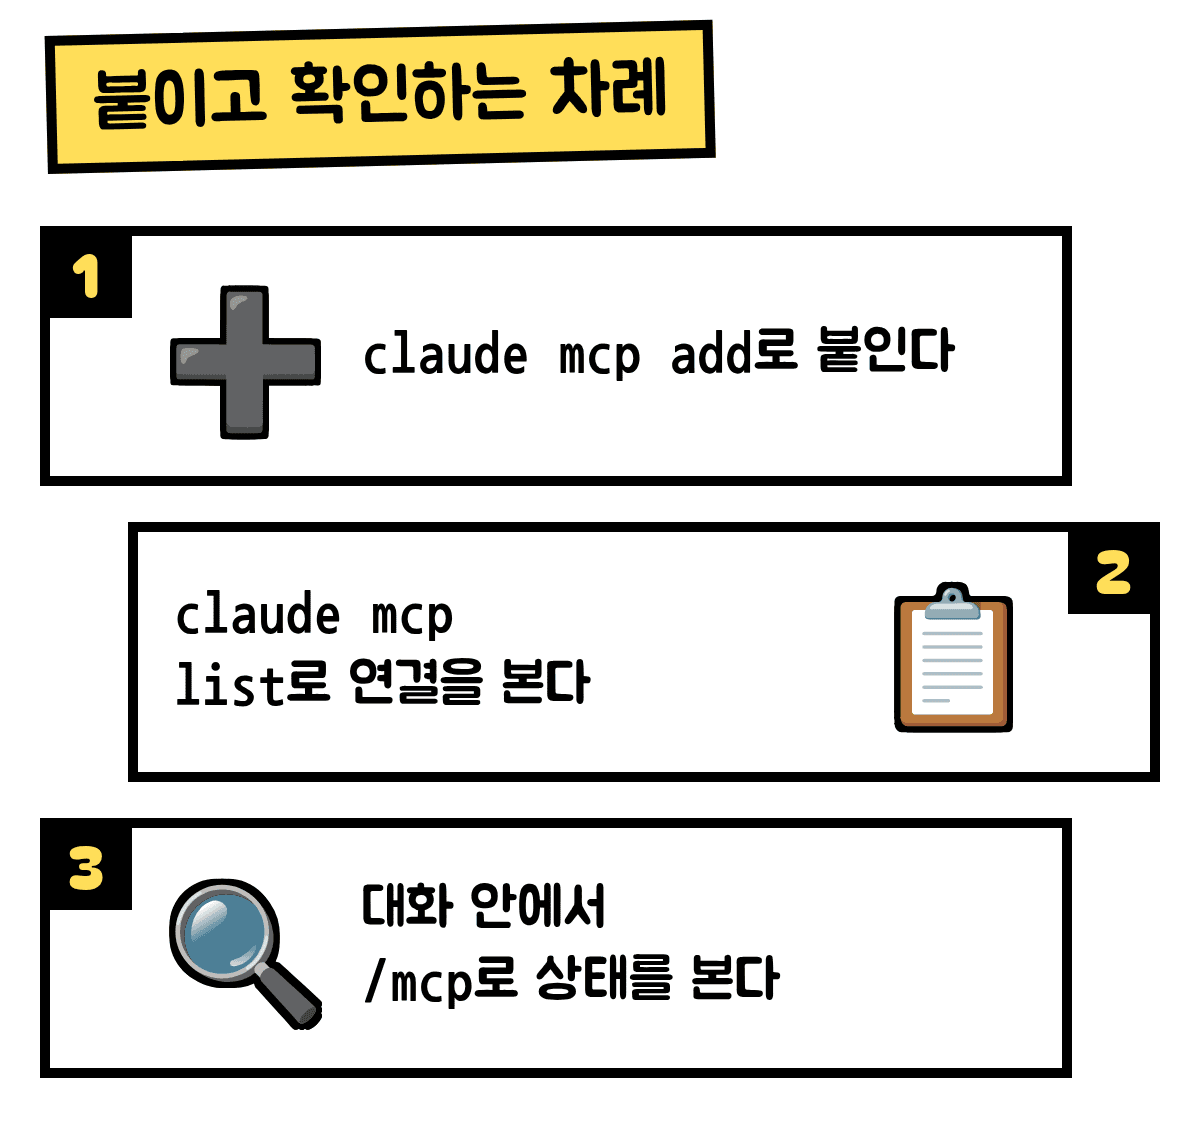 붙이고 확인하는 차례
1
claude mcp add로 붙인다
2
claude mcp
list로 연결을 본다
3
대화 안에서
/mcp로 상태를 본다